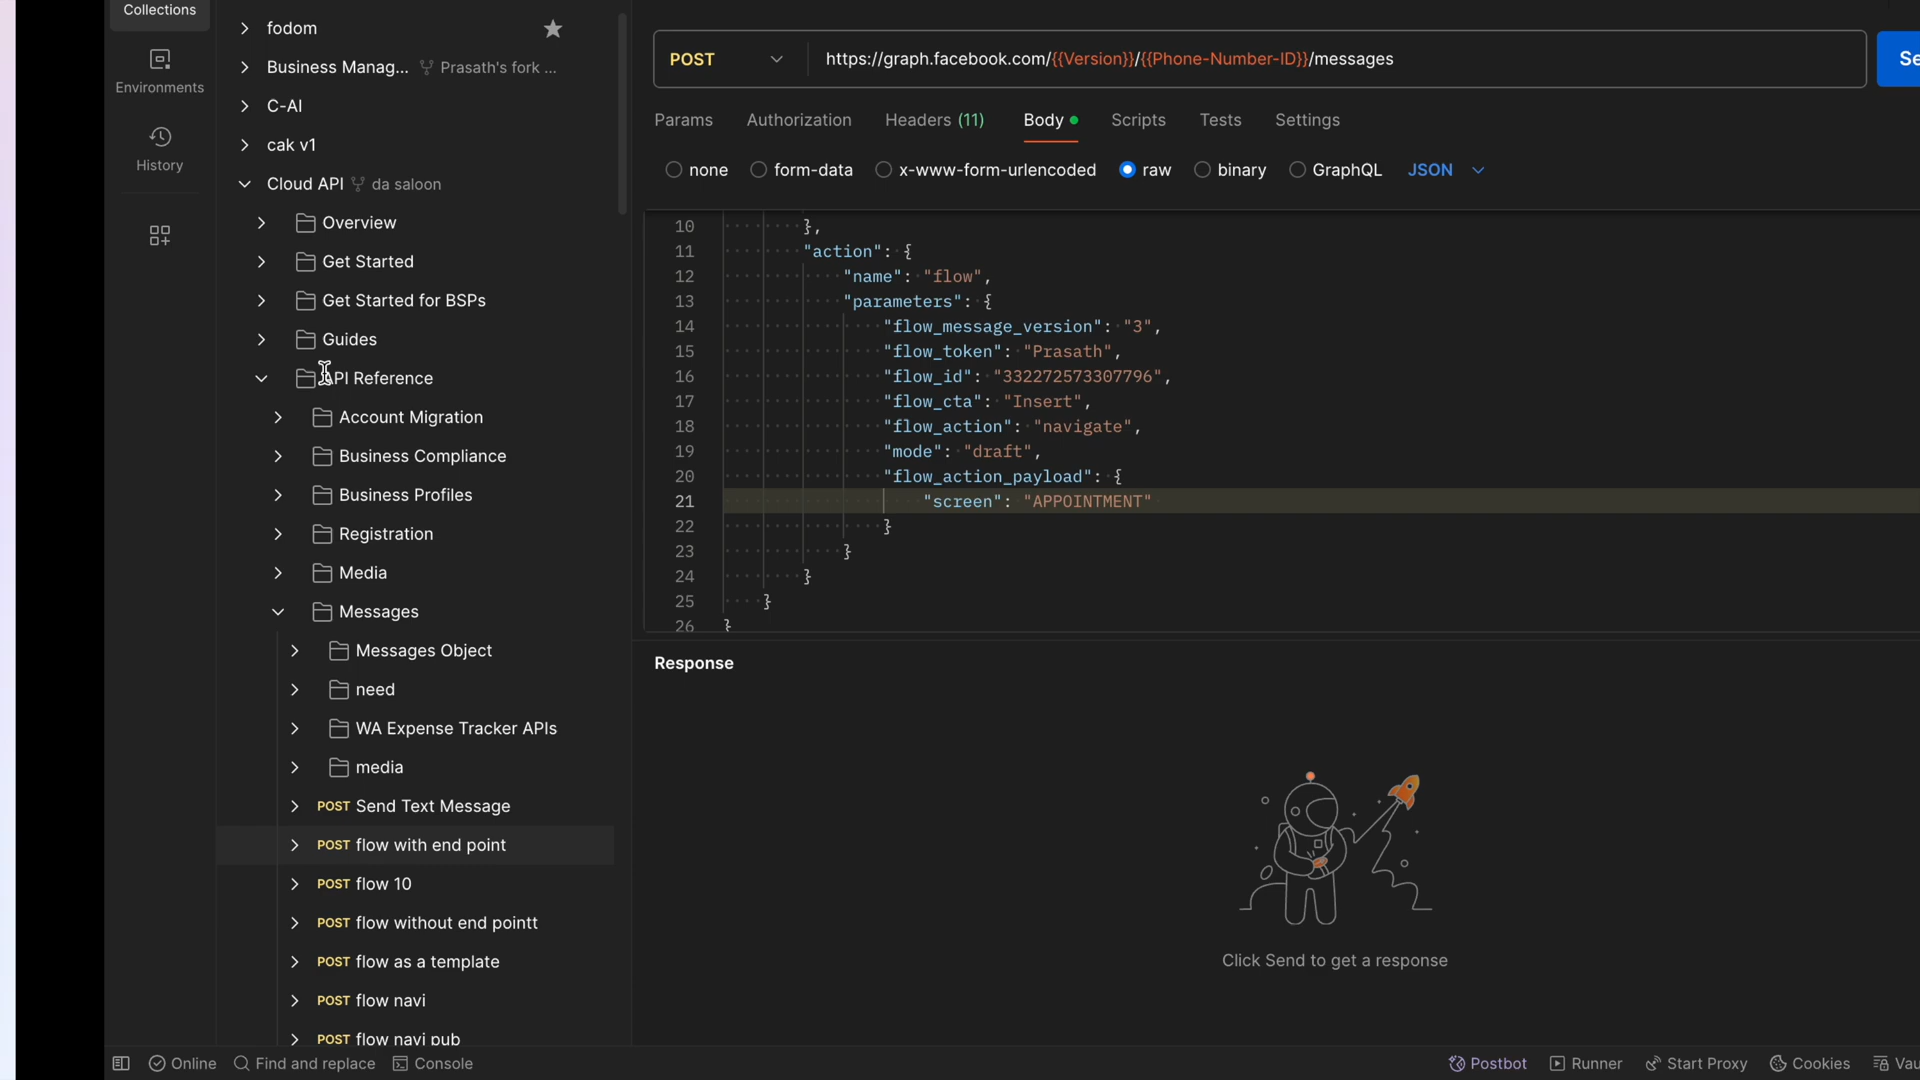 Collections
Environments
History
fodom
Business Manag... Prasath's fork ...
C-AI
cak v1
Cloud API da saloon
Overview
Get Started
Get Started for BSPs
Guides
API Reference
Account Migration
Business Compliance
Business Profiles
Registration
Media
Messages
Messages Object
need
WA Expense Tracker APIs
media
POST Send Text Message
POST flow with end point
POST flow 10
POST flow without end pointt
POST flow as a template
POST flow navi
POST flow navi pub
POST https://graph.facebook.com/{{Version}}/{{Phone-Number-ID}}/messages Se
Params Authorization Headers (11) Body Scripts Tests Settings
none form-data x-www-form-urlencoded raw binary GraphQL JSON
10 },
11 "action": {
12 "name": "flow",
13 "parameters": {
14 "flow_message_version": "3",
15 "flow_token": "Prasath",
16 "flow_id": "332272573307796",
17 "flow_cta": "Insert",
18 "flow_action": "navigate",
19 "mode": "draft",
20 "flow_action_payload": {
21 "screen": "APPOINTMENT"
22 }
23 }
24 }
25 }
26 }
Response
Click Send to get a response
Online Find and replace Console Postbot Runner Start Proxy Cookies Vau